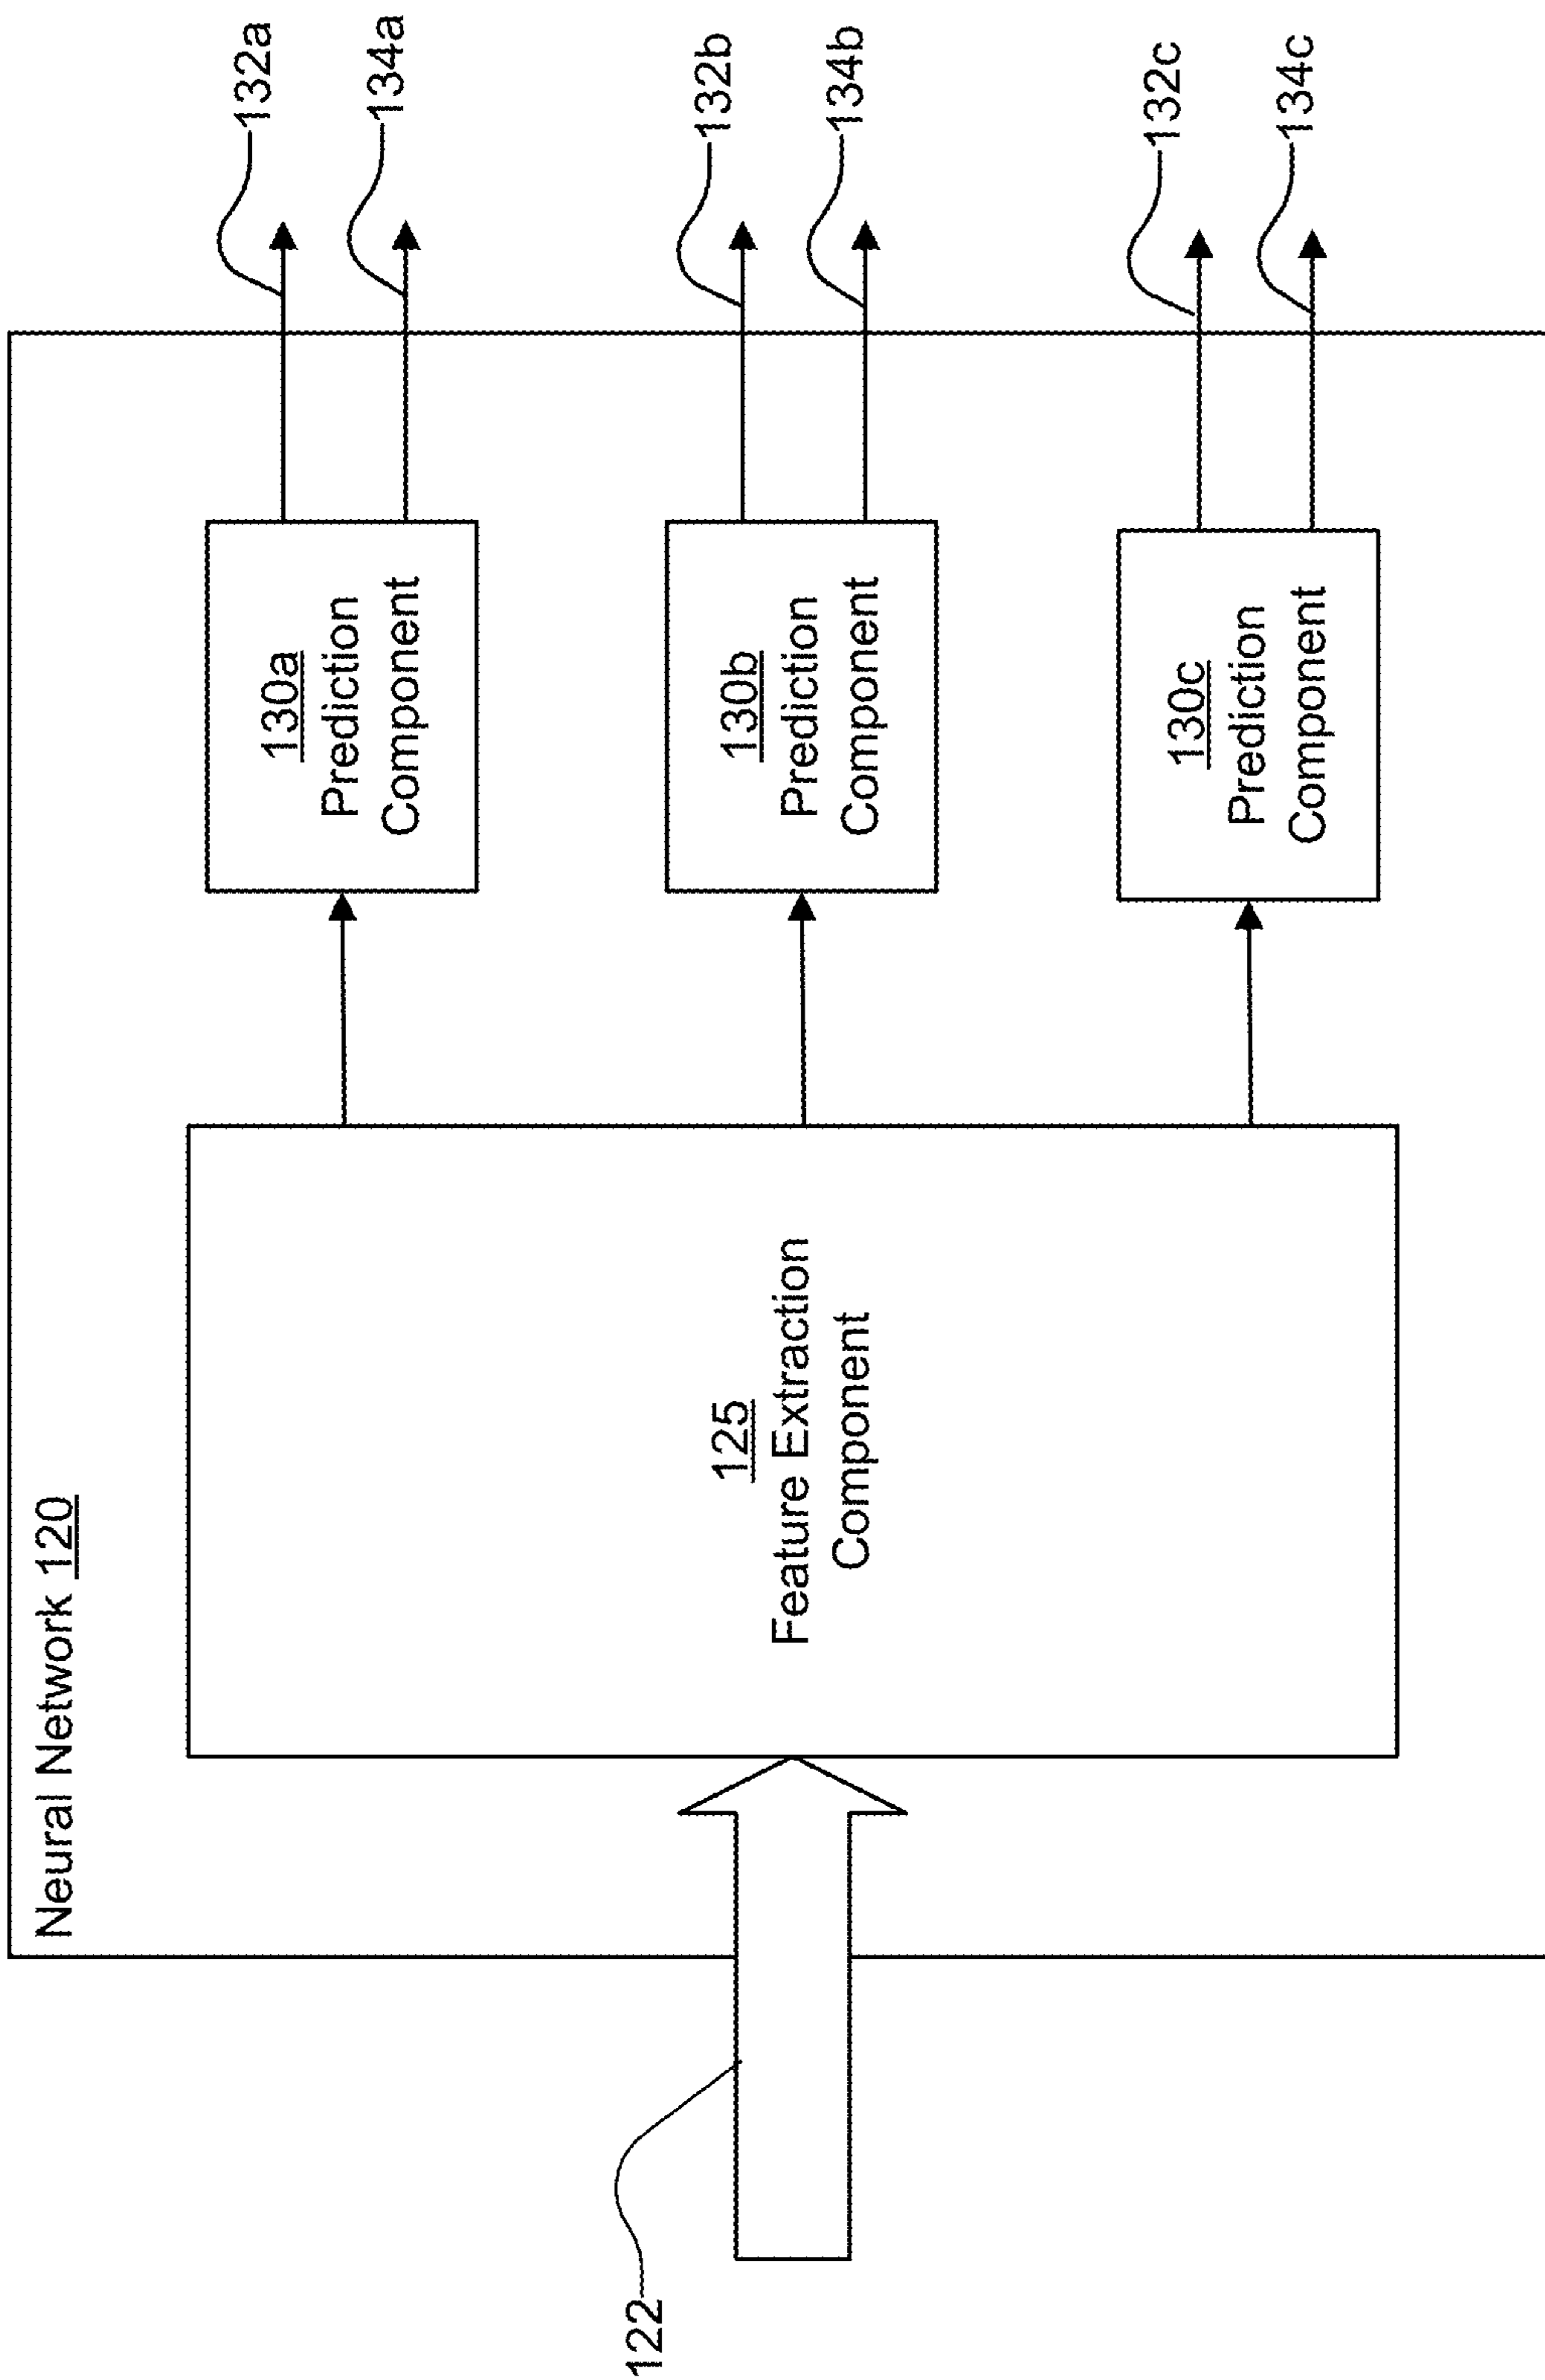 Neural Network 120
122
125
Feature Extraction
Component
130a
Prediction
Component
132a
134a
130b
Prediction
Component
132b
134b
130c
Prediction
Component
132c
134c